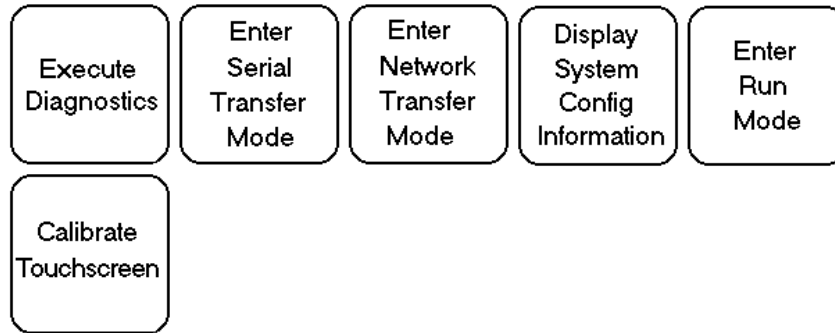 Execute
Diagnostics
Enter
Serial
Transfer
Mode
Enter
Network
Transfer
Mode
Display
System
Config
Information
Enter
Run
Mode
Calibrate
Touchscreen